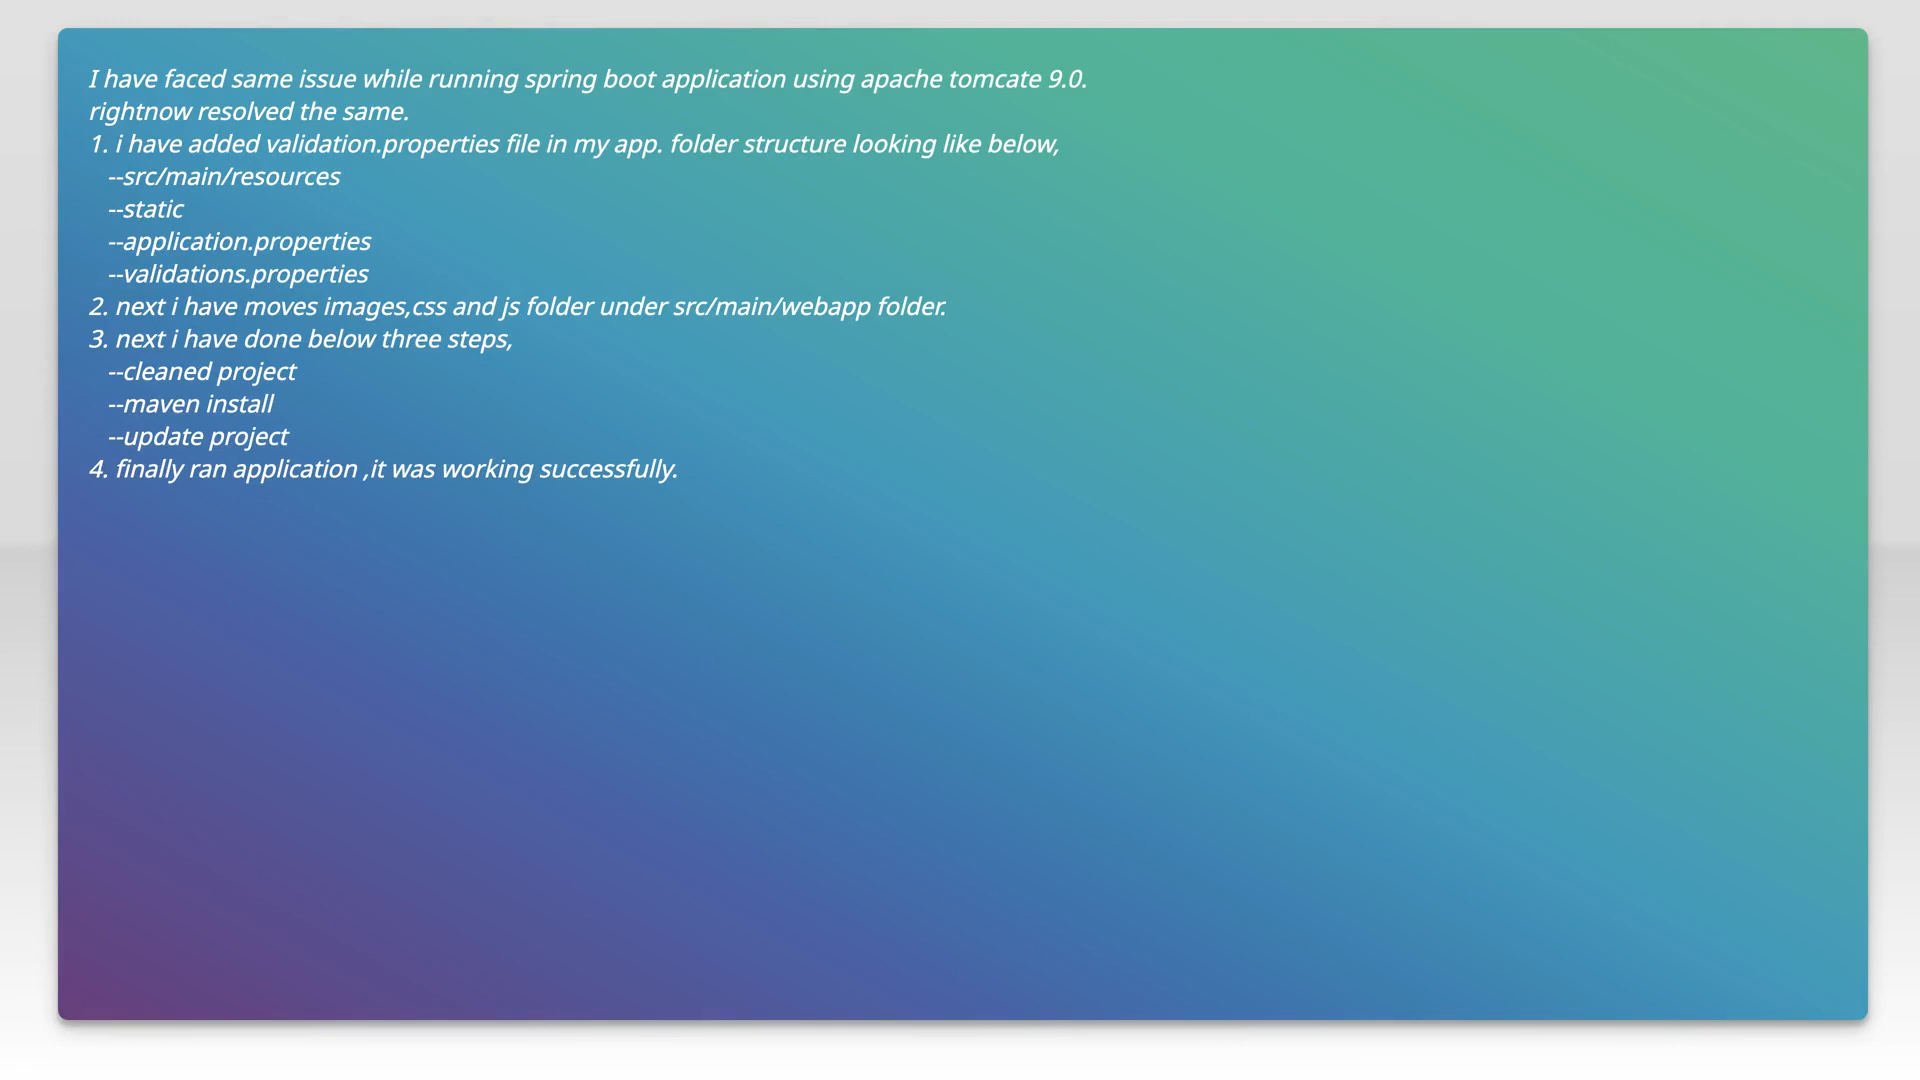 I have faced same issue while running spring boot application using apache tomcate 9.0.
rightnow resolved the same.
1. i have added validation.properties file in my app. folder structure looking like below,
--src/main/resources
--static
--application.properties
--validations.properties
2. next i have moves images,css and js folder under src/main/webapp folder.
3. next i have done below three steps,
--cleaned project
--maven install
--update project
4. finally ran application ,it was working successfully.